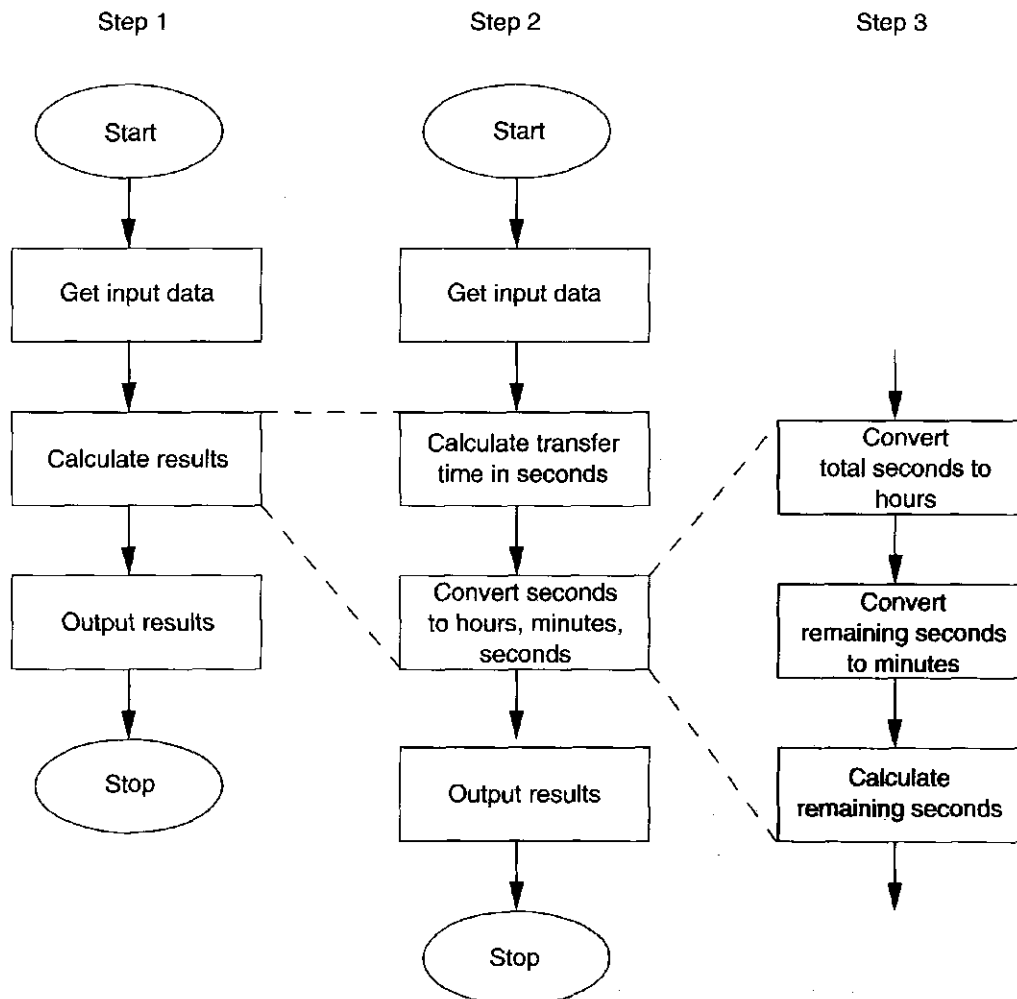 Step 1
Start
Get input data
Calculate results
Output results
Stop
Step 2
Start
Get input data
Calculate transfer
time in seconds
Convert seconds
to hours, minutes,
seconds
Output results
Stop
Step 3
Convert
total seconds to
hours
Convert
remaining seconds
to minutes
Calculate
remaining seconds